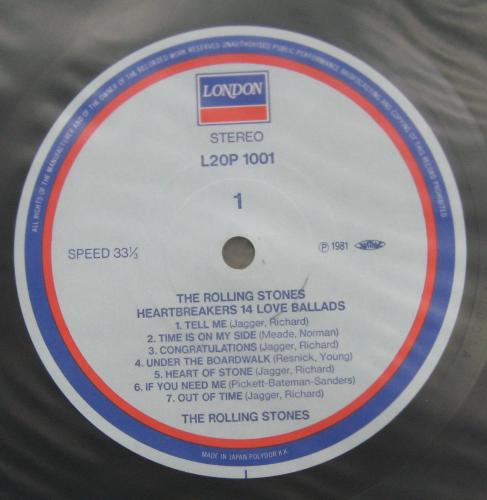 ALL RIGHTS OF THE MANUFACTURER AND OF THE OWNER OF THE RECORDED WORK RESERVED UNAUTHORISED PUBLIC PERFORMANCE BROADCASTING AND COPYING OF THIS RECORD PROHIBITED
LONDON
STEREO
L20P 1001
1
SPEED 33⅓
Ⓟ 1981
THE ROLLING STONES
HEARTBREAKERS 14 LOVE BALLADS
1. TELL ME (Jagger, Richard)
2. TIME IS ON MY SIDE (Meade, Norman)
3. CONGRATULATIONS (Jagger, Richard)
4. UNDER THE BOARDWALK (Resnick, Young)
5. HEART OF STONE (Jagger, Richard)
6. IF YOU NEED ME (Pickett-Bateman-Sanders)
7. OUT OF TIME (Jagger, Richard)
THE ROLLING STONES
MADE IN JAPAN POLYDOR K.K.
1